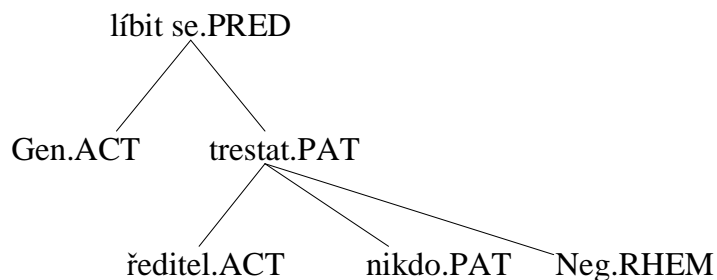 líbit se.PRED
Gen.ACT trestat.PAT
ředitel.ACT nikdo.PAT Neg.RHEM